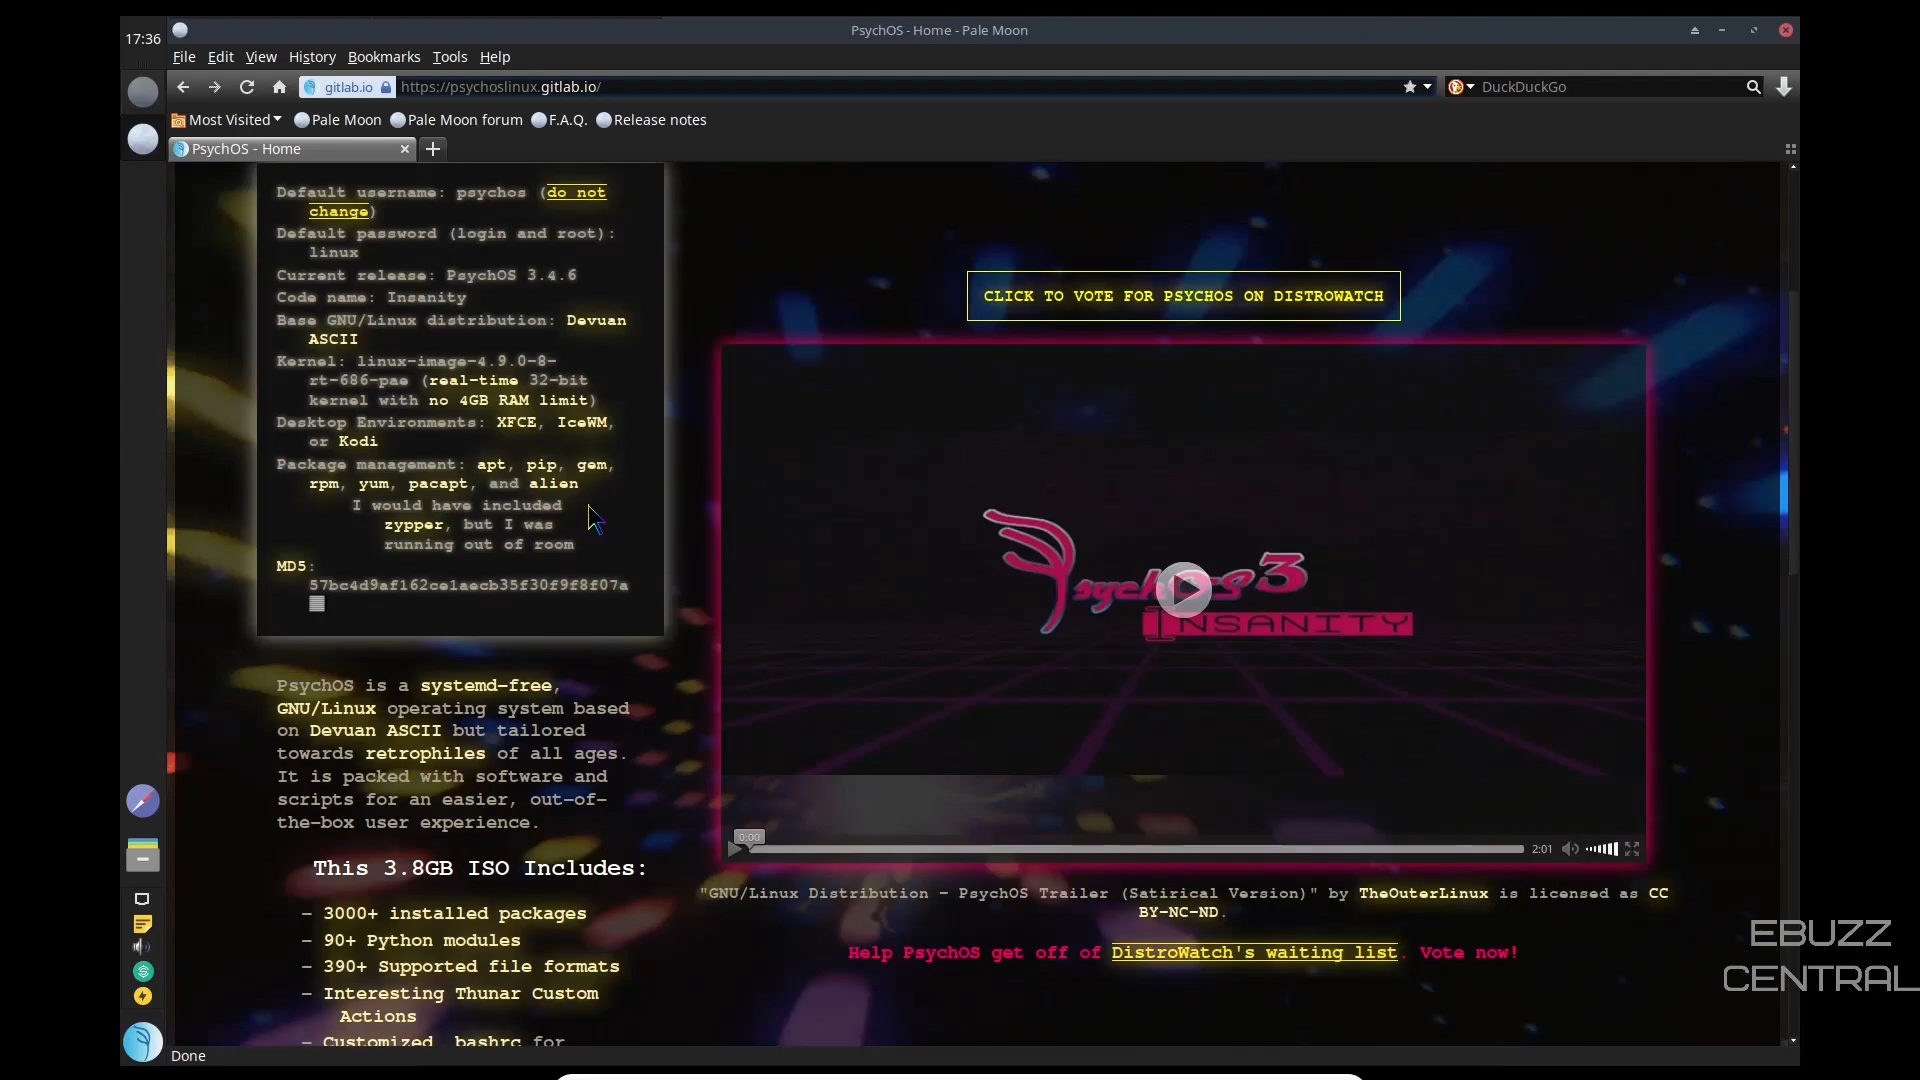 17:36
PsychOS - Home - Pale Moon
File Edit View History Bookmarks Tools Help
gitlab.io https://psychoslinux.gitlab.io/ DuckDuckGo
Most Visited Pale Moon Pale Moon forum F.A.Q. Release notes
PsychOS - Home
Default username: psychos (do not
change)
Default password (login and root):
linux
Current release: PsychOS 3.4.6
Code name: Insanity
Base GNU/Linux distribution: Devuan
ASCII
Kernel: linux-image-4.9.0-8-
rt-686-pae (real-time 32-bit
kernel with no 4GB RAM limit)
Desktop Environments: XFCE, IceWM,
or Kodi
Package management: apt, pip, gem,
rpm, yum, pacapt, and alien
I would have included
zypper, but I was
running out of room
MD5:
57bc4d9af162ce1aecb35f30f9f8f07a
PsychOS is a systemd-free,
GNU/Linux operating system based
on Devuan ASCII but tailored
towards retrophiles of all ages.
It is packed with software and
scripts for an easier, out-of-
the-box user experience.
This 3.8GB ISO Includes:
– 3000+ installed packages
– 90+ Python modules
– 390+ Supported file formats
– Interesting Thunar Custom
Actions
– Customized .bashrc for
CLICK TO VOTE FOR PSYCHOS ON DISTROWATCH
PsychOS3
INSANITY
0:00
2:01
"GNU/Linux Distribution - PsychOS Trailer (Satirical Version)" by TheOuterLinux is licensed as CC
BY-NC-ND.
Help PsychOS get off of DistroWatch's waiting list. Vote now!
EBUZZ
CENTRAL
Done